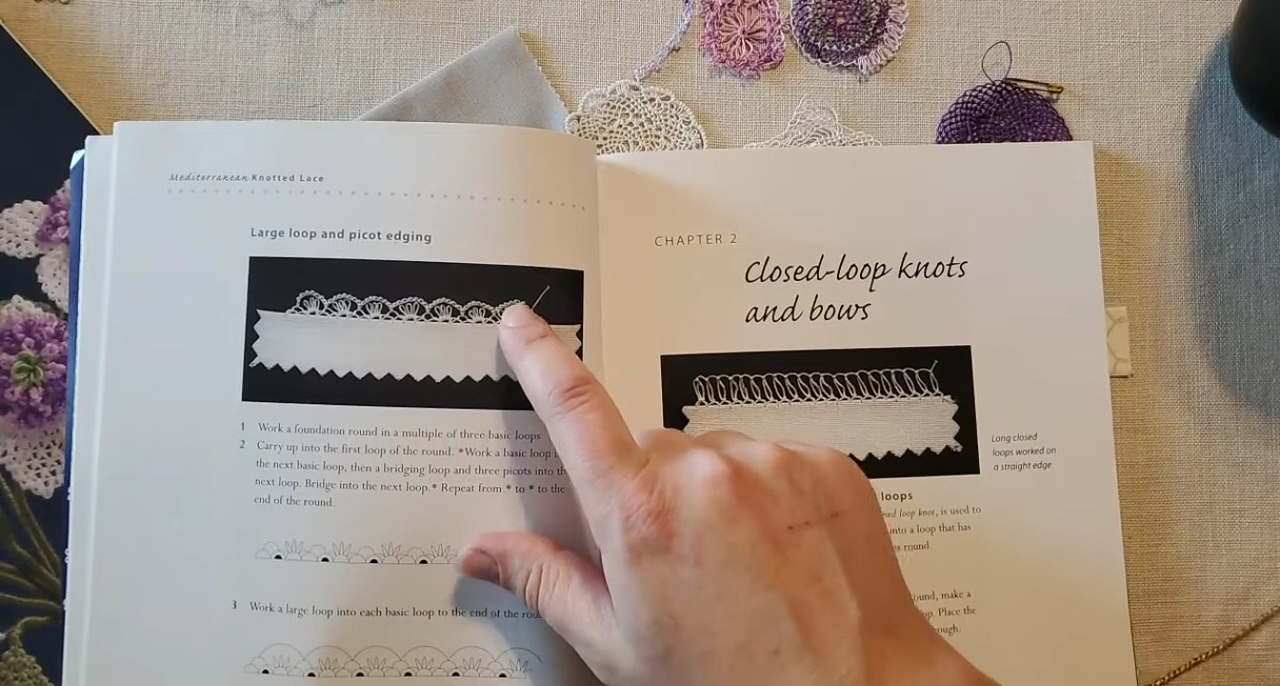 Mediterranean Knotted Lace
Large loop and picot edging
1 Work a foundation round in a multiple of three basic loops
2 Carry up into the first loop of the round. *Work a basic loop
the next basic loop, then a bridging loop and three picots into
next loop. Bridge into the next loop.* Repeat from * to * to the
end of the round.
3 Work a large loop into each basic loop to the end of the
CHAPTER 2
Closed-loop knots
and bows
Long closed
loops worked on
a straight edge
loops
loop knot, is used to
into a loop that has
round.
make a
Place the